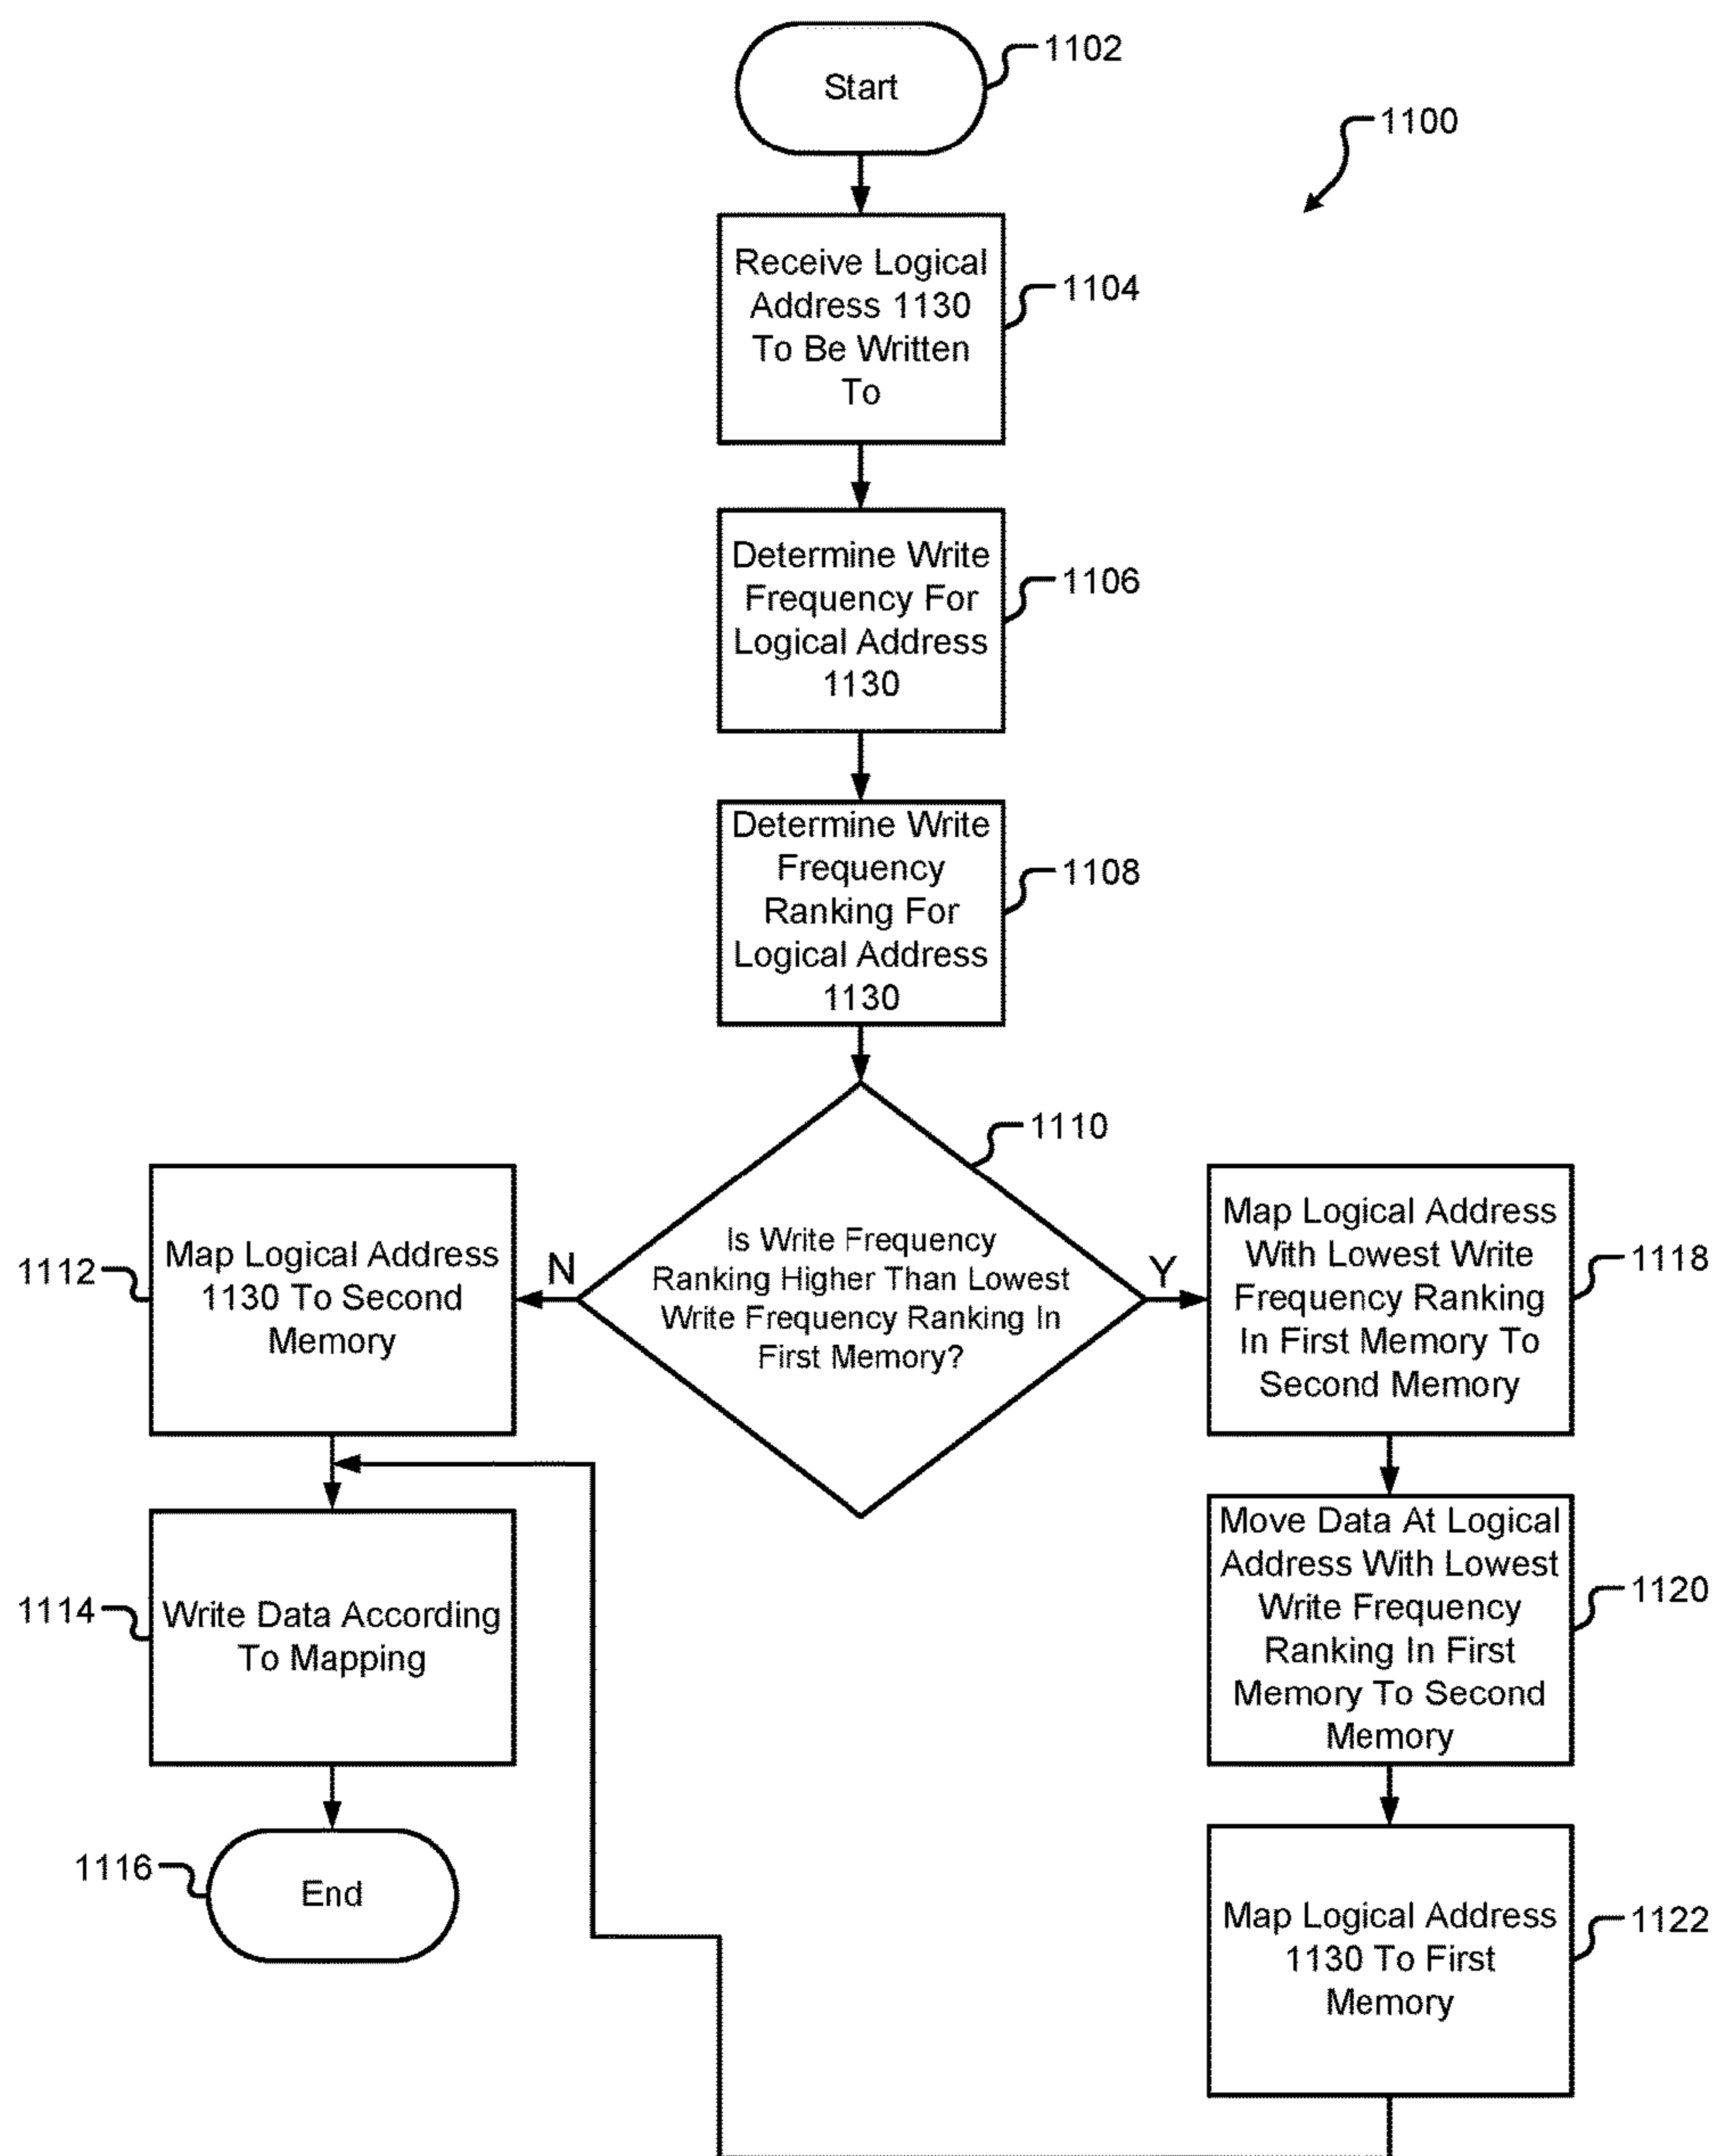 Start
1102
1100
Receive Logical
Address 1130
To Be Written
To
1104
Determine Write
Frequency For
Logical Address
1130
1106
Determine Write
Frequency
Ranking For
Logical Address
1130
1108
1110
Is Write Frequency
Ranking Higher Than Lowest
Write Frequency Ranking In
First Memory?
N
Y
1112
Map Logical Address
1130 To Second
Memory
1114
Write Data According
To Mapping
1116
End
Map Logical Address
With Lowest Write
Frequency Ranking
In First Memory To
Second Memory
1118
Move Data At Logical
Address With Lowest
Write Frequency
Ranking In First
Memory To Second
Memory
1120
Map Logical Address
1130 To First
Memory
1122